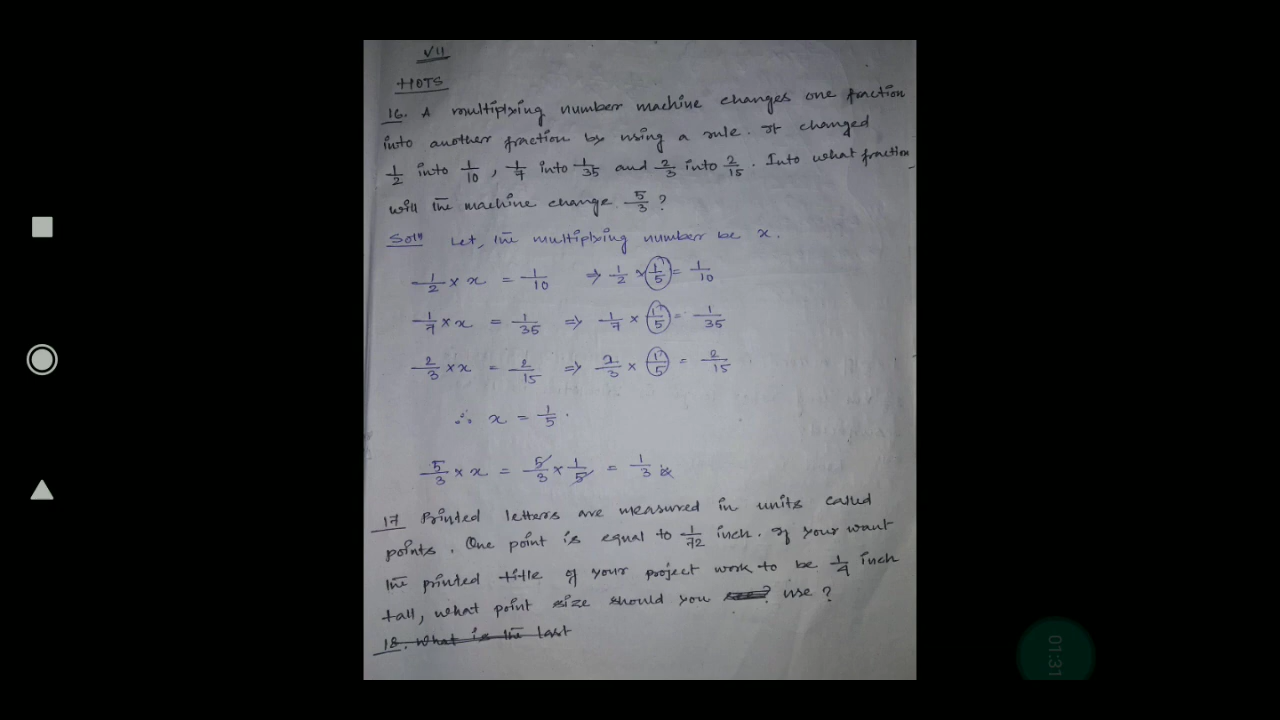 VII
HOTS
16. A multiplying number machine changes one fraction
into another fraction by using a rule. It changed
1/2 into 1/10, 1/7 into 1/35 and 2/3 into 2/15. Into what fraction
will the machine change 5/3?
Solⁿ Let, the multiplying number be x.
1/2 × x = 1/10 ⇒ 1/2 × 1/5 = 1/10
1/7 × x = 1/35 ⇒ 1/7 × 1/5 = 1/35
2/3 × x = 2/15 ⇒ 2/3 × 1/5 = 2/15
∴ x = 1/5.
5/3 × x = 5/3 × 1/5 = 1/3
17 Printed letters are measured in units called
points. One point is equal to 1/72 inch. If your want
the printed title of your project work to be 1/4 inch
tall, what point size should you use?
18. What is the last
01:31